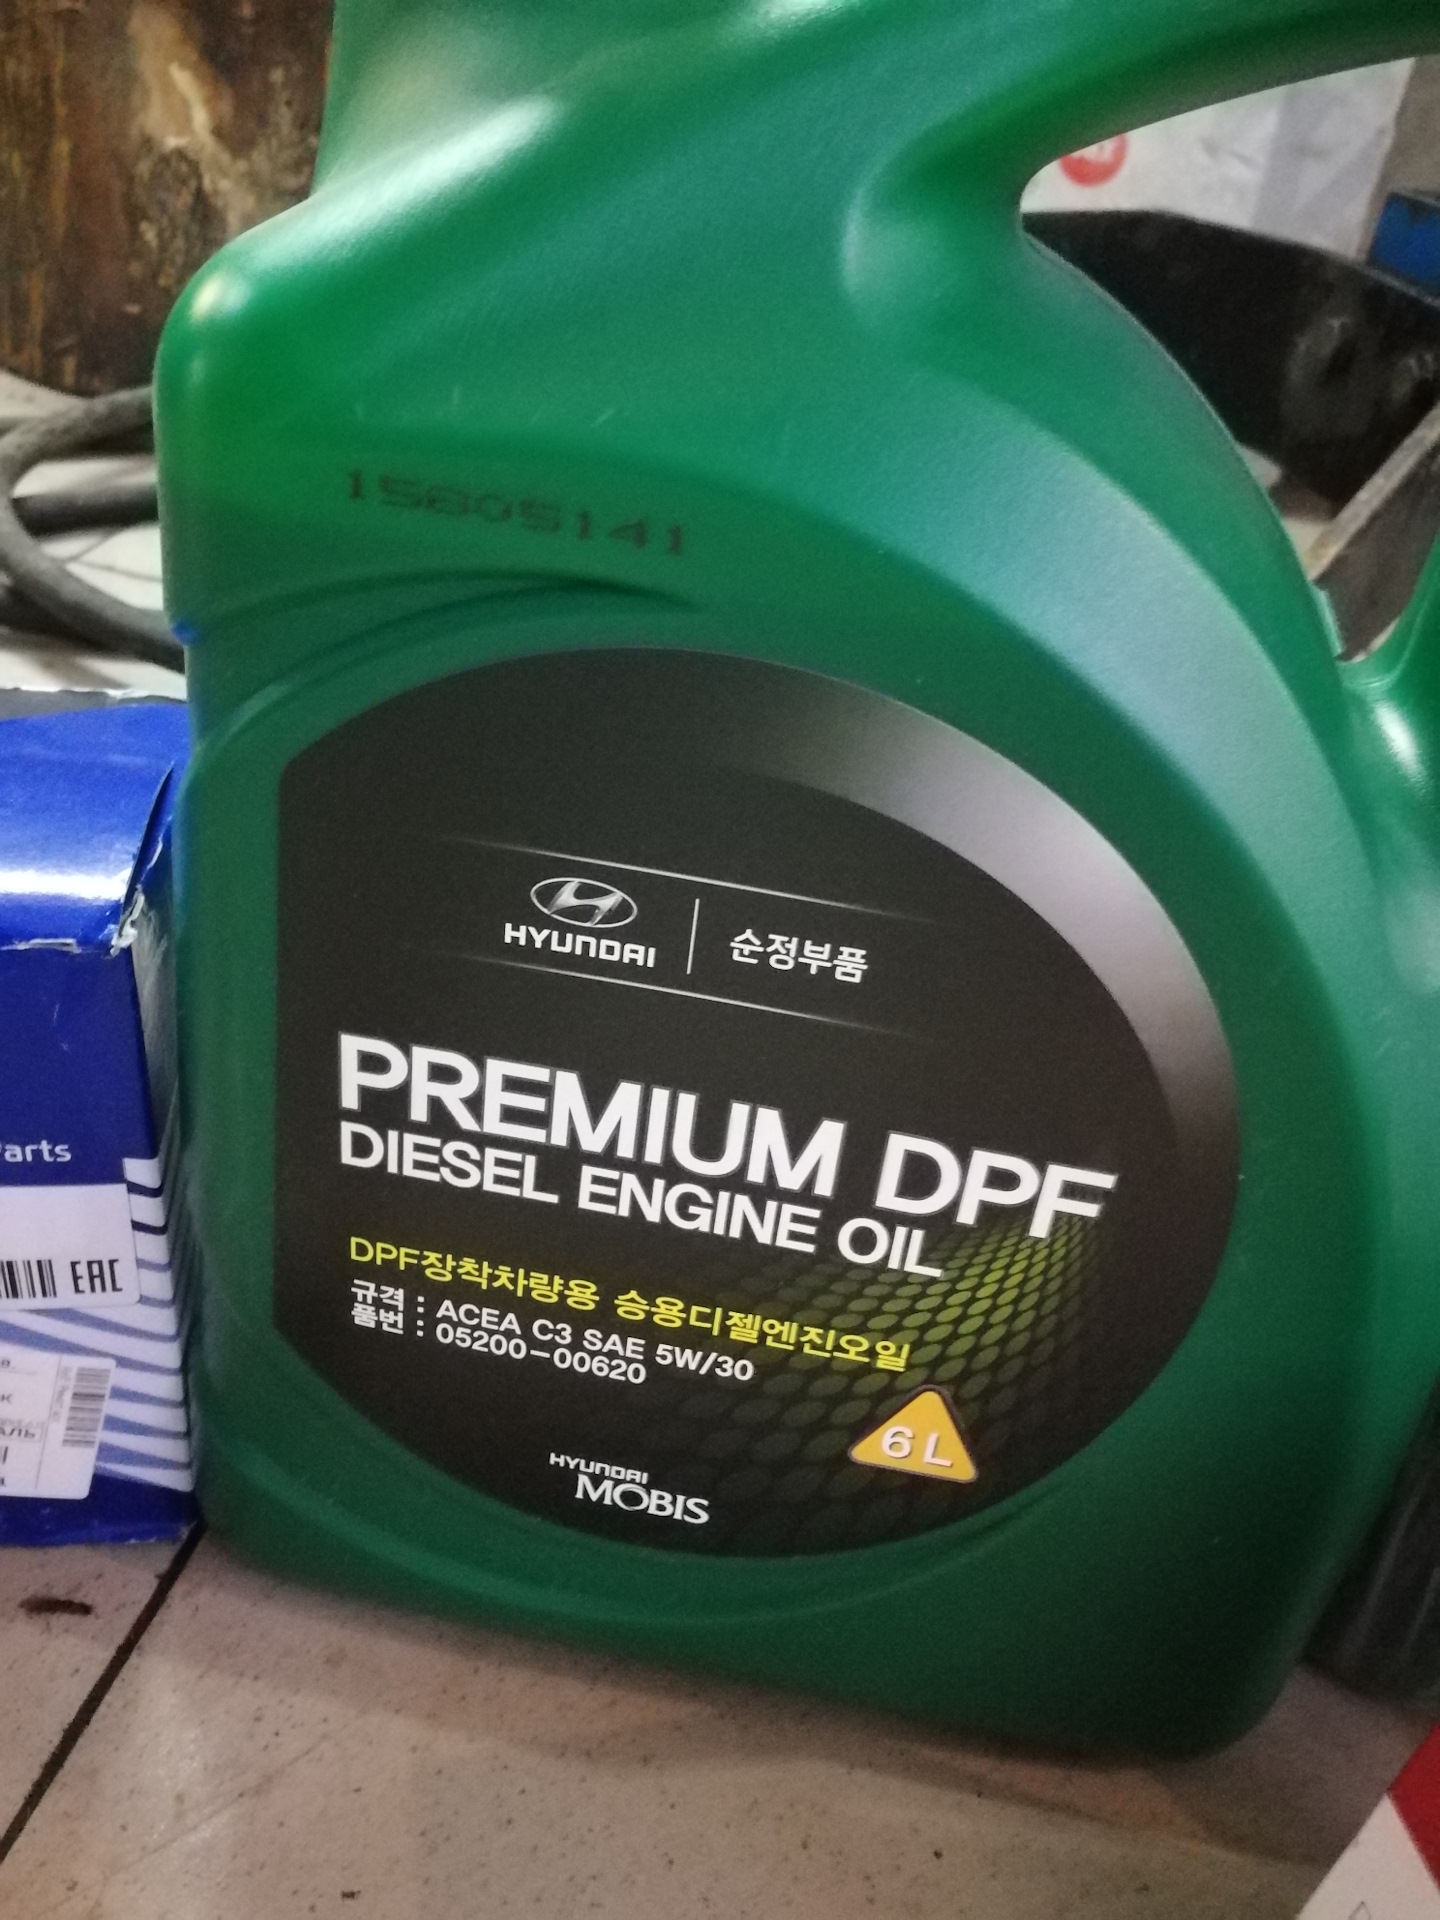 15805141
HYUNDAI 순정부품
PREMIUM DPF
DIESEL ENGINE OIL
DPF장착차량용 승용디젤엔진오일
규격 : ACEA C3 SAE 5W/30
품번 : 05200-00620
6 L
HYUNDAI
MOBIS
EAC